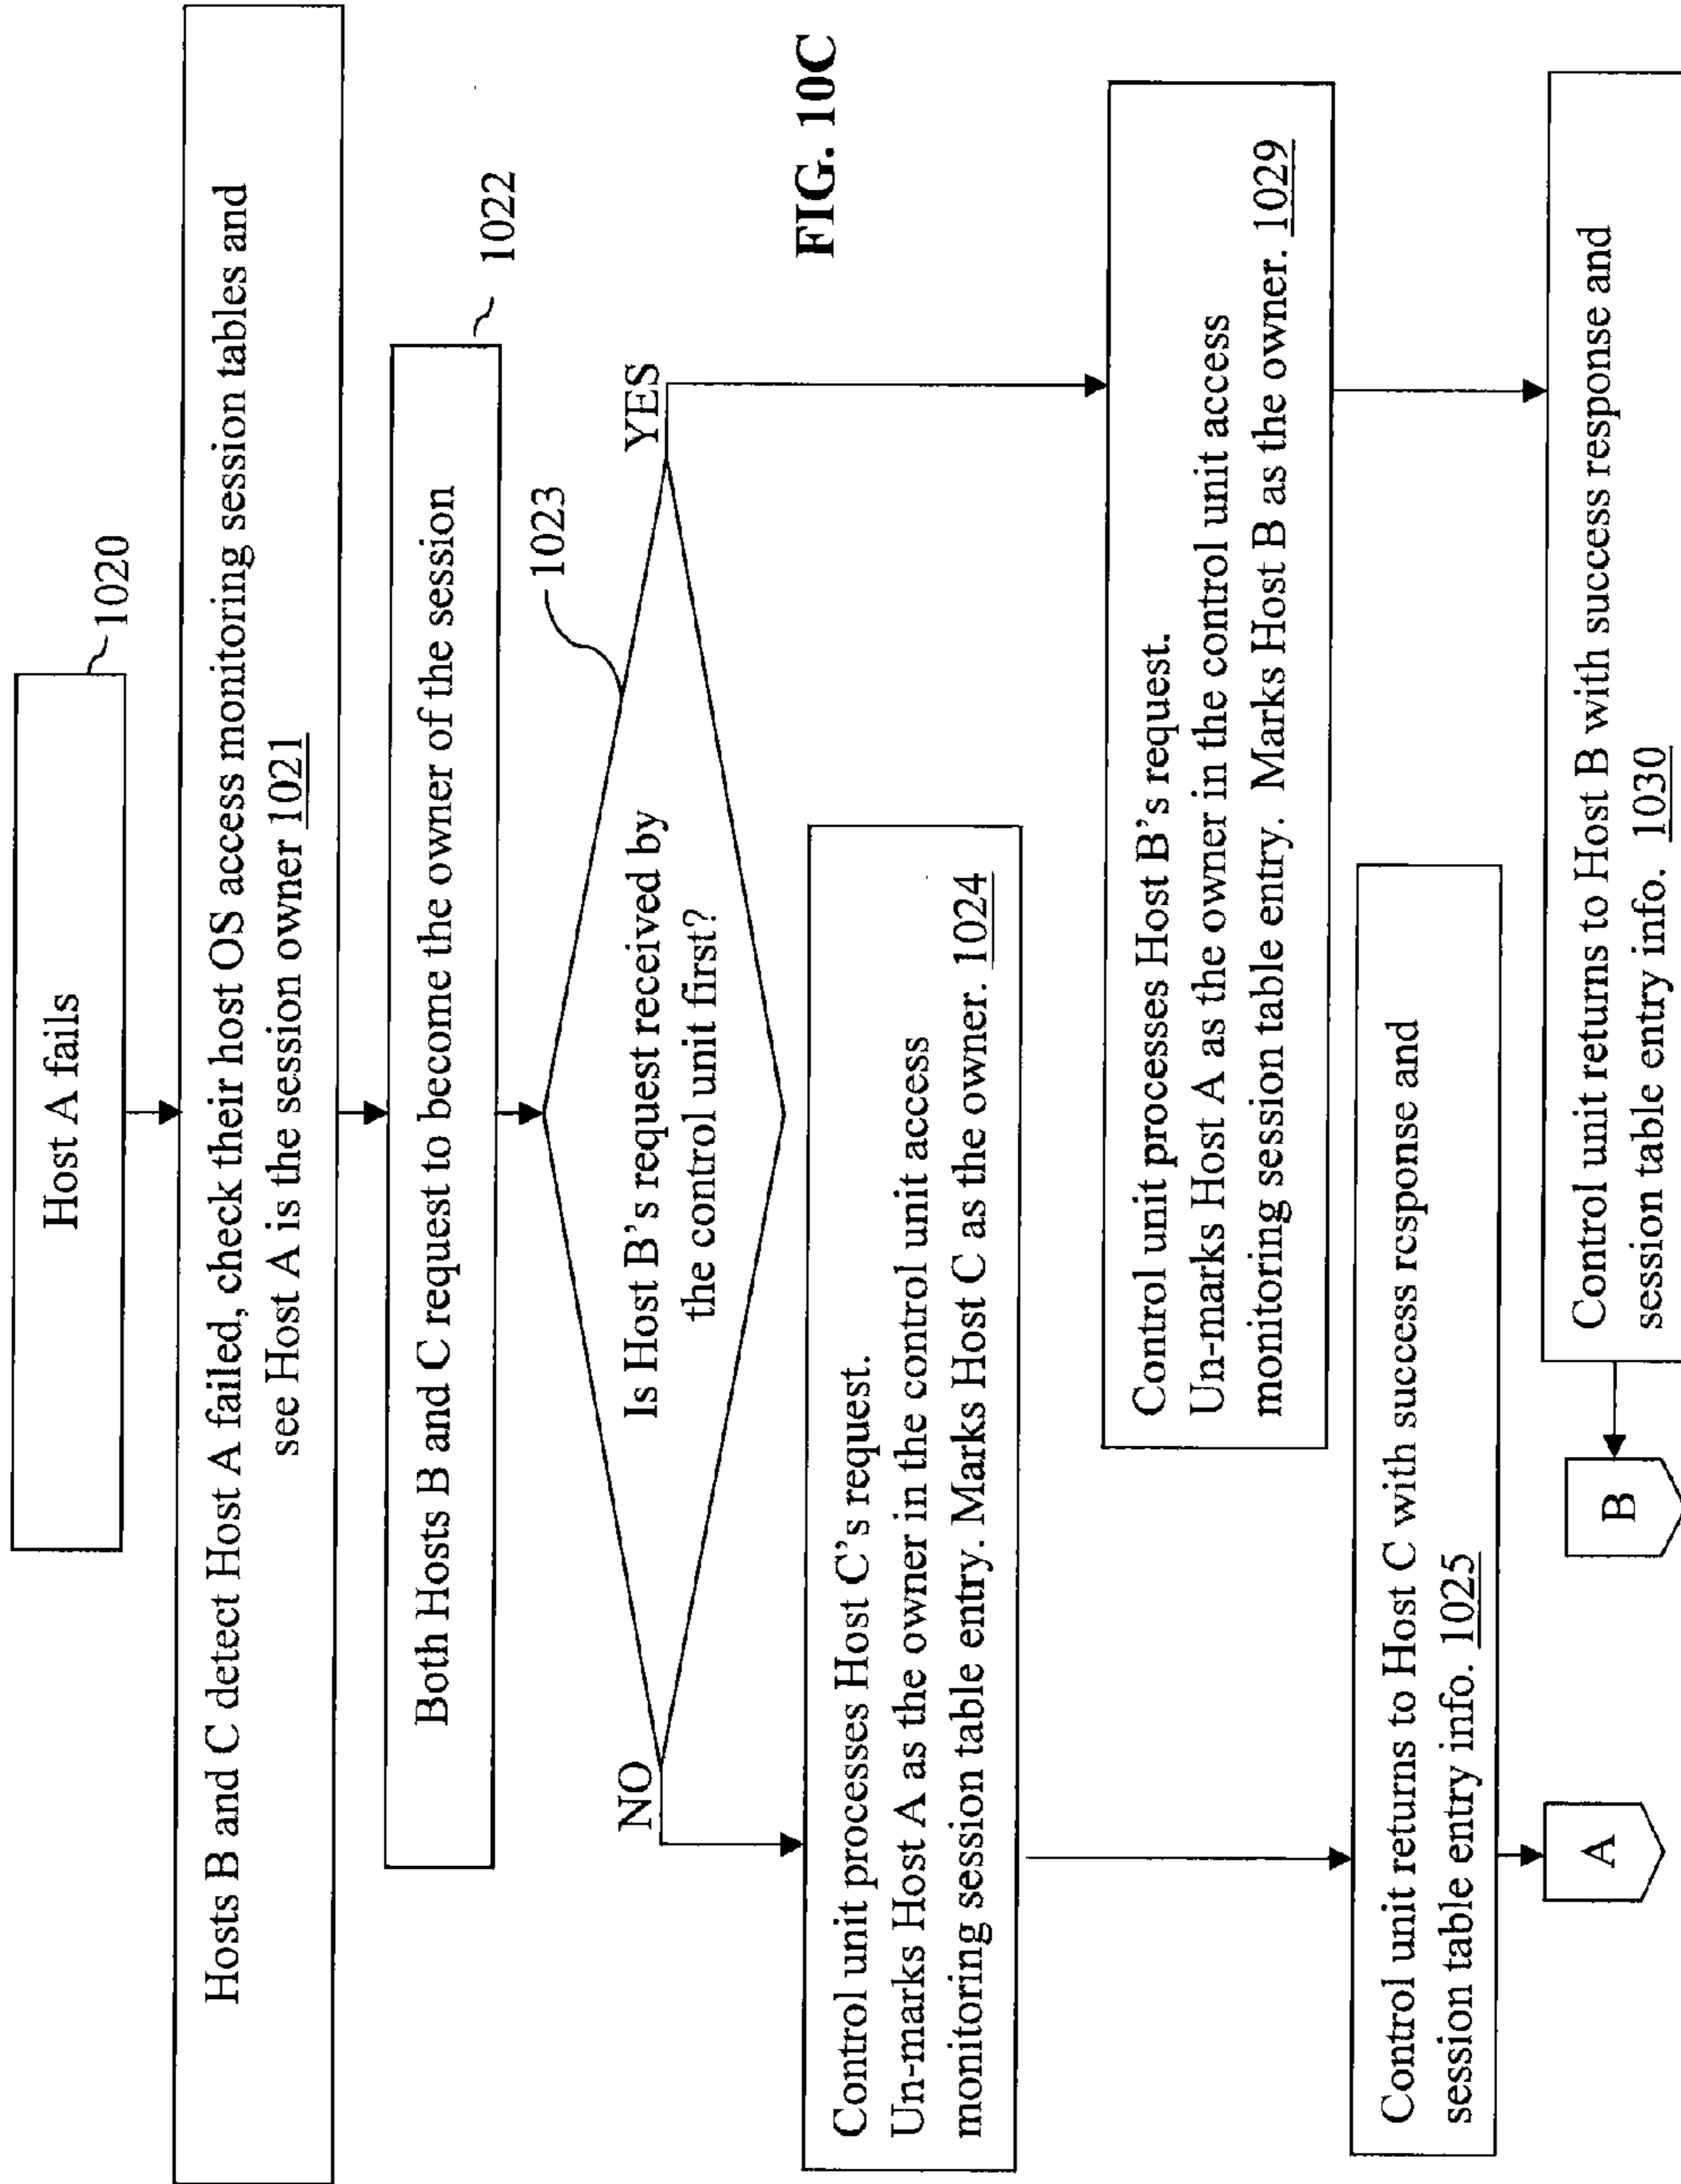 Host A fails
1020
Hosts B and C detect Host A failed, check their host OS access monitoring session tables and
see Host A is the session owner 1021
Both Hosts B and C request to become the owner of the session
1022
1023
Is Host B's request received by
the control unit first?
NO
YES
FIG. 10C
Control unit processes Host C's request.
Un-marks Host A as the owner in the control unit access
monitoring session table entry. Marks Host C as the owner. 1024
Control unit processes Host B's request.
Un-marks Host A as the owner in the control unit access
monitoring session table entry. Marks Host B as the owner. 1029
Control unit returns to Host C with success response and
session table entry info. 1025
Control unit returns to Host B with success response and
session table entry info. 1030
A
B